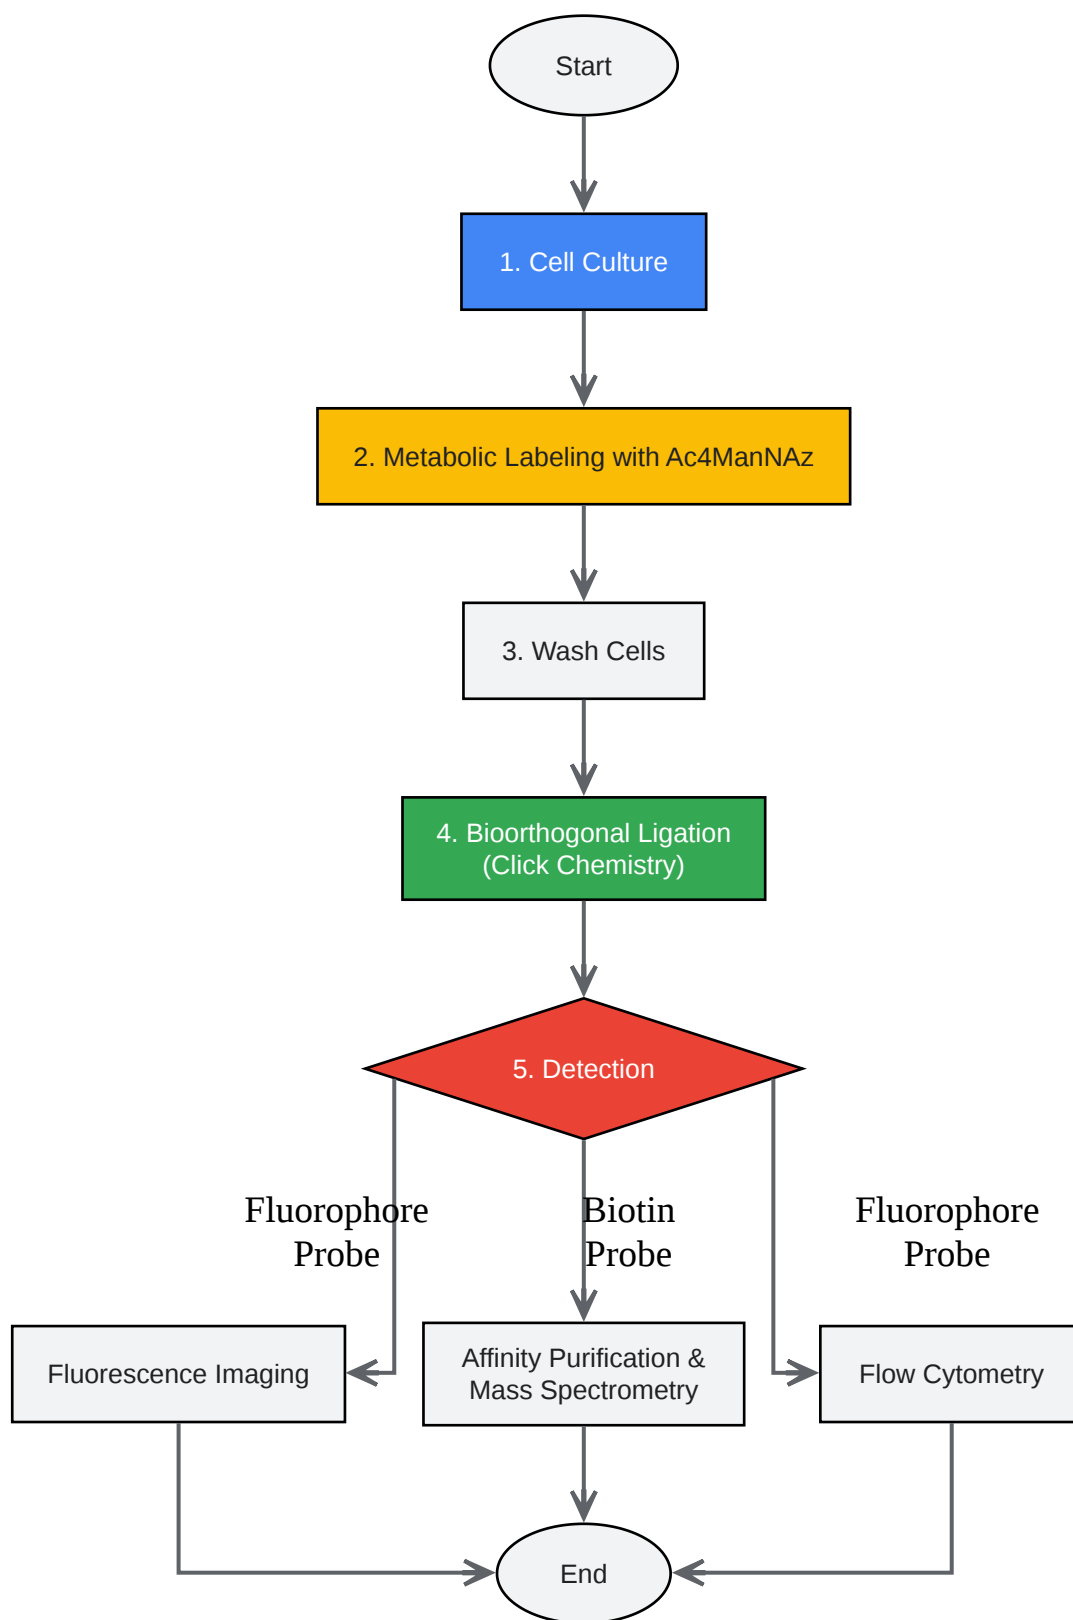 Start
1. Cell Culture
2. Metabolic Labeling with Ac4ManNAz
3. Wash Cells
4. Bioorthogonal Ligation
(Click Chemistry)
5. Detection
Fluorophore
Probe
Biotin
Probe
Fluorophore
Probe
Fluorescence Imaging
Affinity Purification &
Mass Spectrometry
Flow Cytometry
End